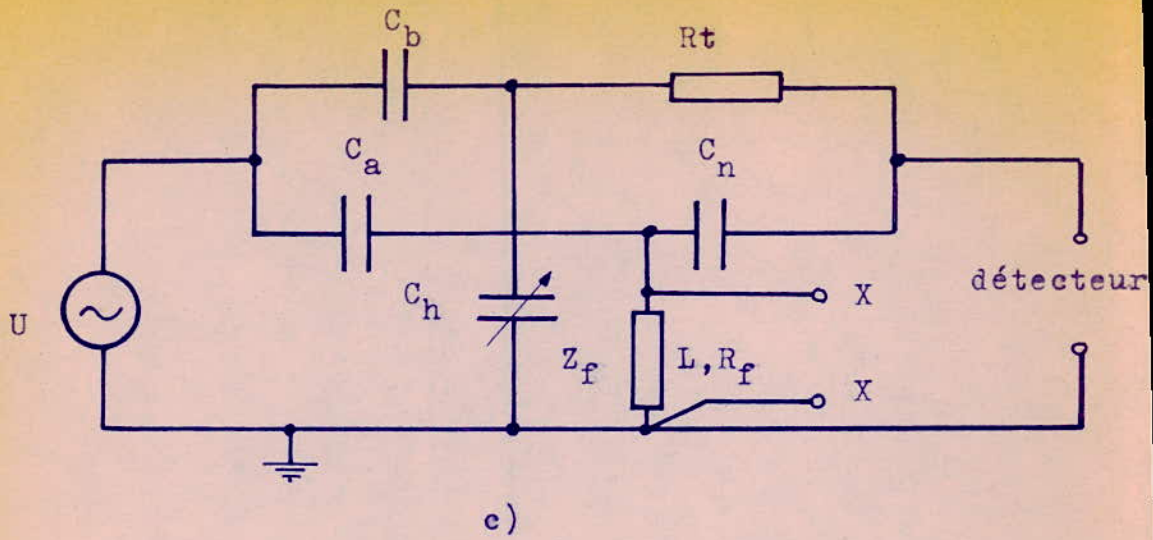 C_b
Rt
C_a
C_n
C_h
X
détecteur
U
Z_f
L,R_f
X
c)